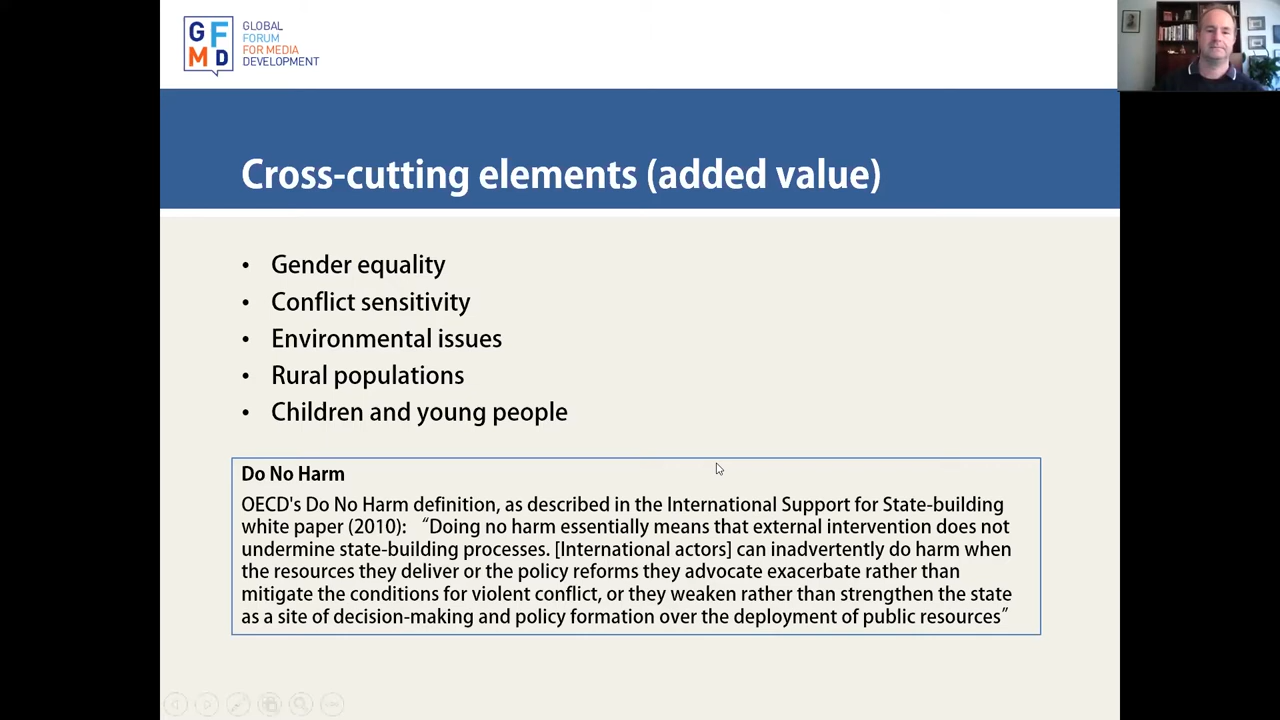 GFMD
GLOBAL
FORUM
FOR MEDIA
DEVELOPMENT
Cross-cutting elements (added value)
• Gender equality
• Conflict sensitivity
• Environmental issues
• Rural populations
• Children and young people
Do No Harm
OECD's Do No Harm definition, as described in the International Support for State-building
white paper (2010): “Doing no harm essentially means that external intervention does not
undermine state-building processes. [International actors] can inadvertently do harm when
the resources they deliver or the policy reforms they advocate exacerbate rather than
mitigate the conditions for violent conflict, or they weaken rather than strengthen the state
as a site of decision-making and policy formation over the deployment of public resources”